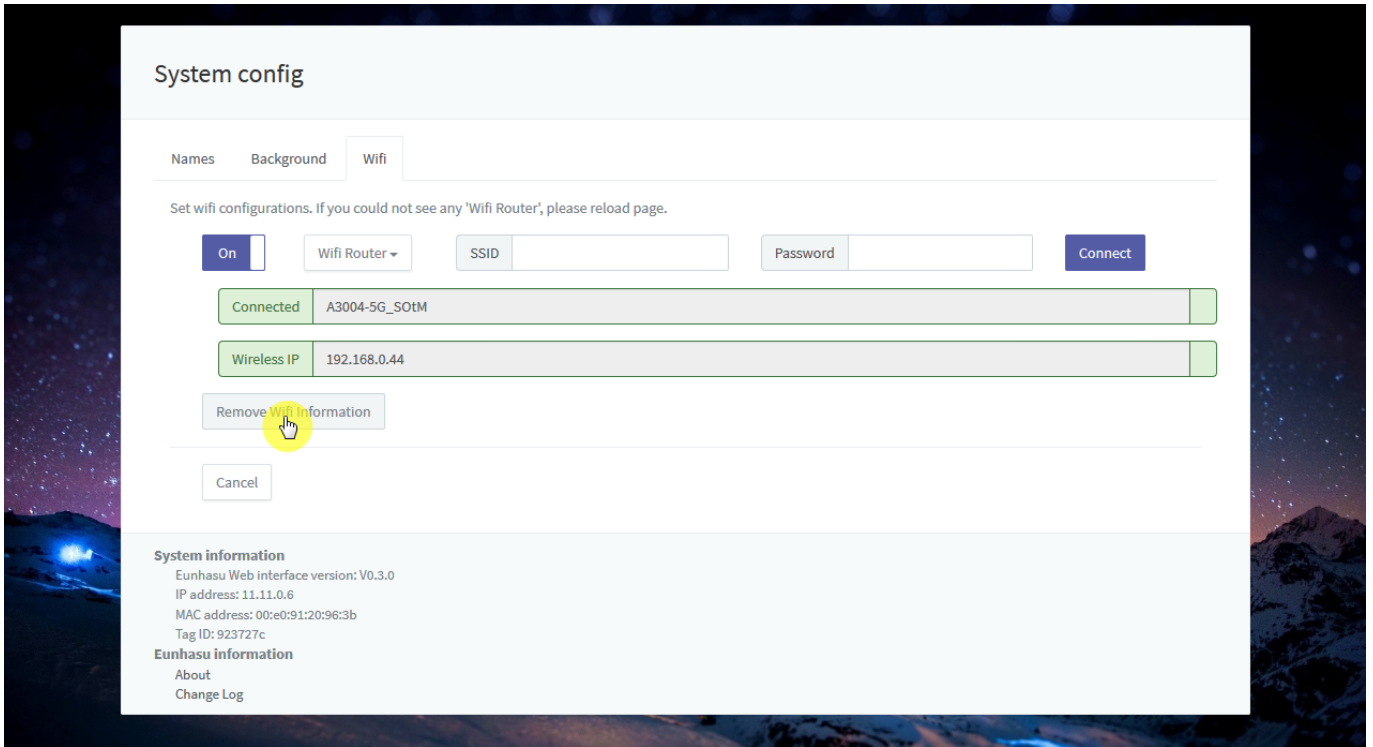 System config
Names Background Wifi
Set wifi configurations. If you could not see any 'Wifi Router', please reload page.
On Wifi Router SSID Password Connect
Connected A3004-5G_SOtM
Wireless IP 192.168.0.44
Remove Wifi Information
Cancel
System information
Eunhasu Web interface version: V0.3.0
IP address: 11.11.0.6
MAC address: 00:e0:91:20:96:3b
Tag ID: 923727c
Eunhasu information
About
Change Log